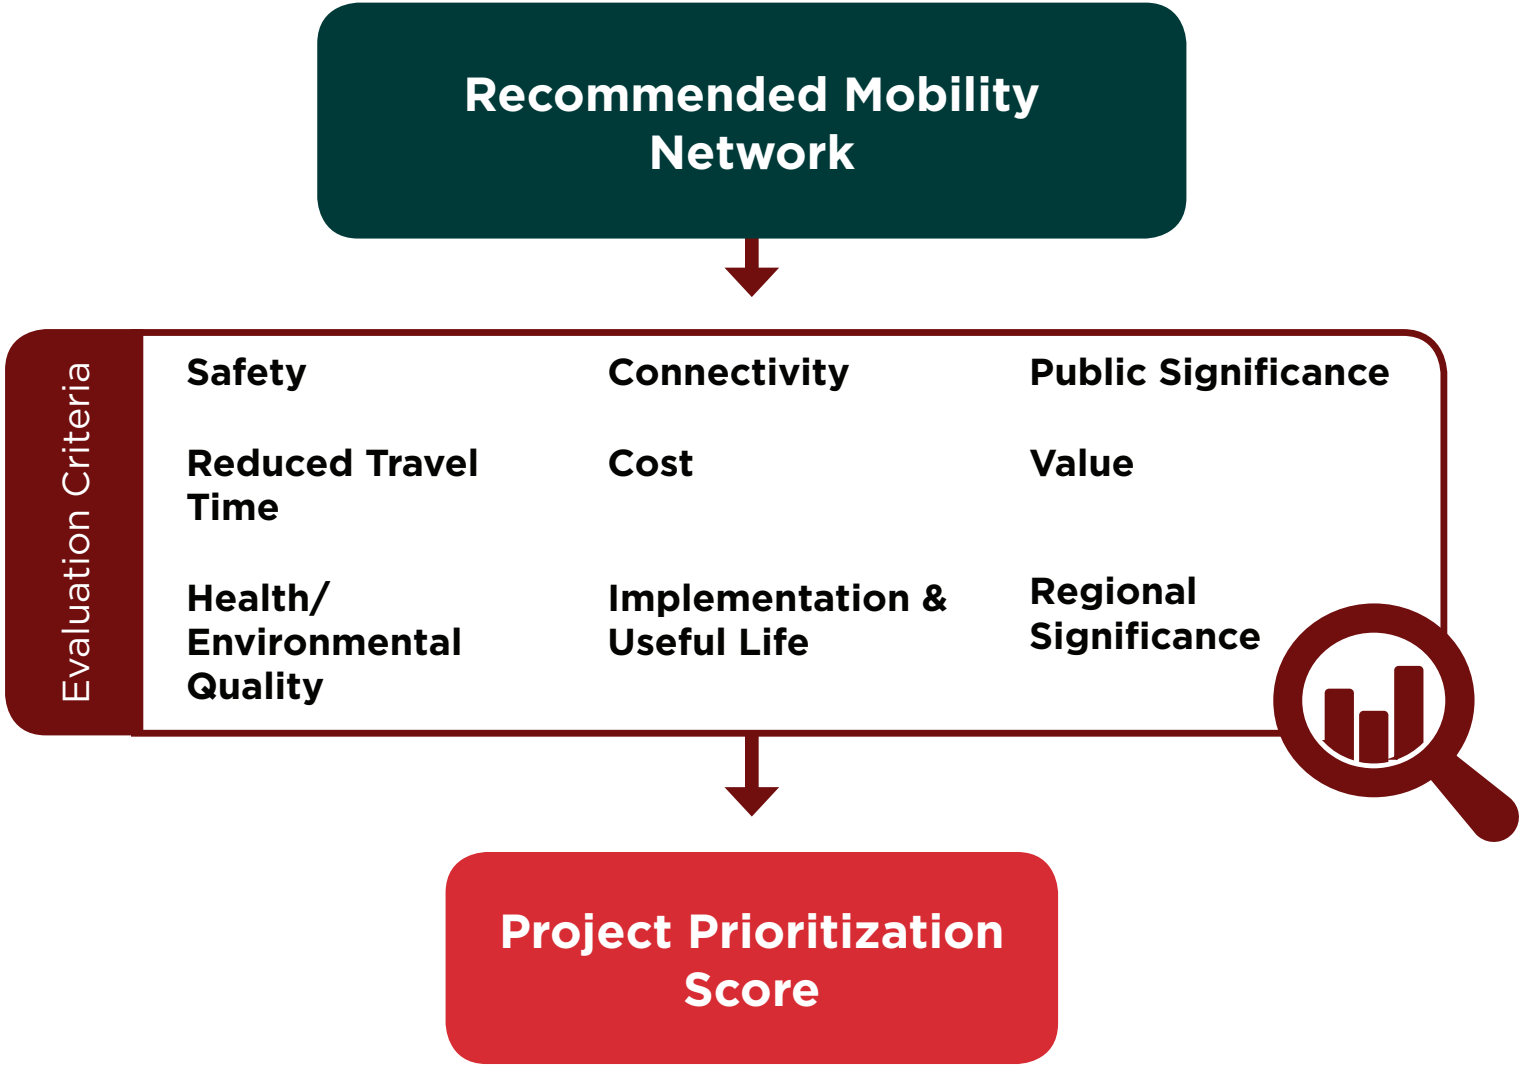 Recommended Mobility
Network
Evaluation Criteria
Safety
Connectivity
Public Significance
Reduced Travel
Time
Cost
Value
Health/
Environmental
Quality
Implementation &
Useful Life
Regional
Significance
Project Prioritization
Score